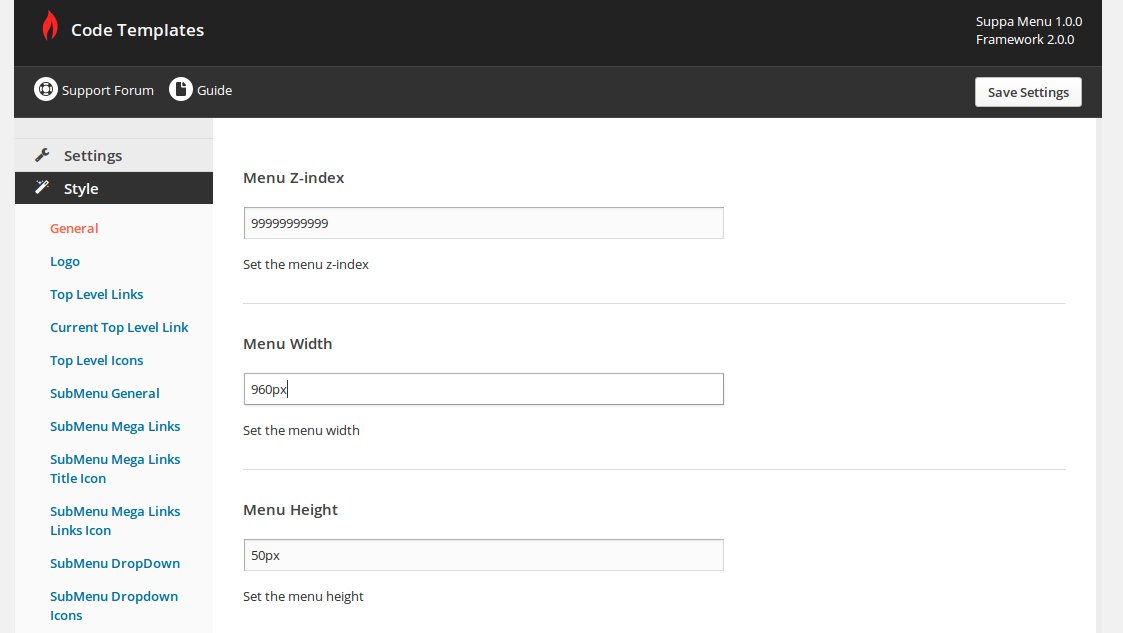 Code Templates
Suppa Menu 1.0.0
Framework 2.0.0
Support Forum
Guide
Save Settings
Settings
Style
General
Logo
Top Level Links
Current Top Level Link
Top Level Icons
SubMenu General
SubMenu Mega Links
SubMenu Mega Links
Title Icon
SubMenu Mega Links
Links Icon
SubMenu DropDown
SubMenu Dropdown
Icons
Menu Z-index
99999999999
Set the menu z-index
Menu Width
960px
Set the menu width
Menu Height
50px
Set the menu height